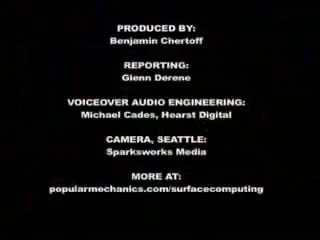 PRODUCED BY:
Benjamin Chertoff
REPORTING:
Glenn Derene
VOICEOVER AUDIO ENGINEERING:
Michael Cades, Hearst Digital
CAMERA, SEATTLE:
Sparksworks Media
MORE AT:
popularmechanics.com/surfacecomputing